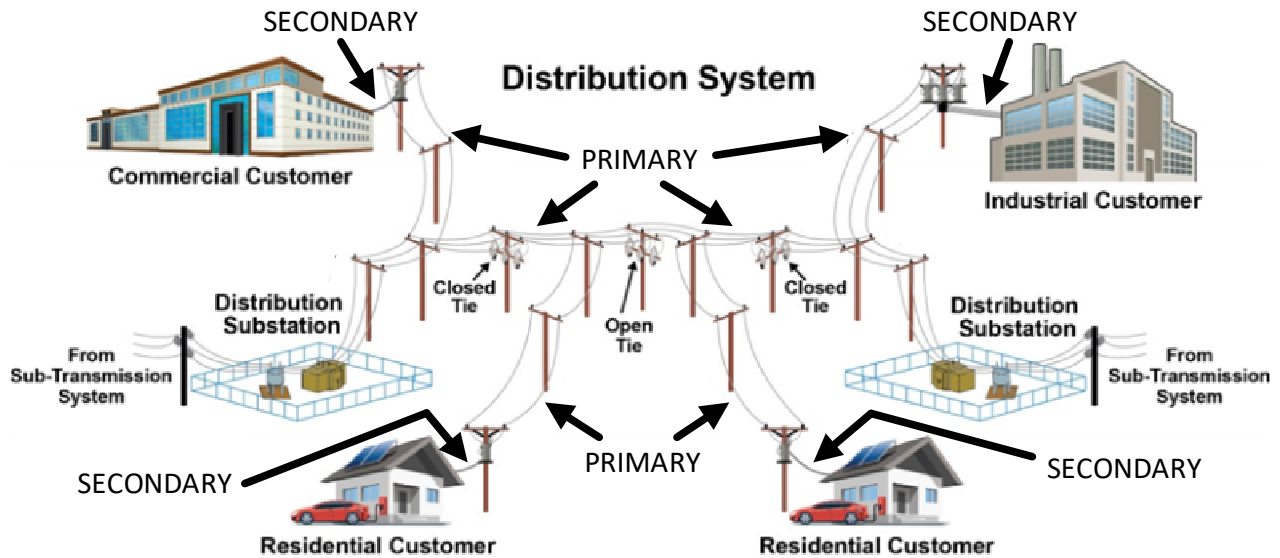 SECONDARY
SECONDARY
Distribution System
PRIMARY
Commercial Customer
Industrial Customer
Closed
Tie
Open
Tie
Closed
Tie
Distribution
Substation
Distribution
Substation
From
Sub-Transmission
System
From
Sub-Transmission
System
SECONDARY
PRIMARY
SECONDARY
Residential Customer
Residential Customer